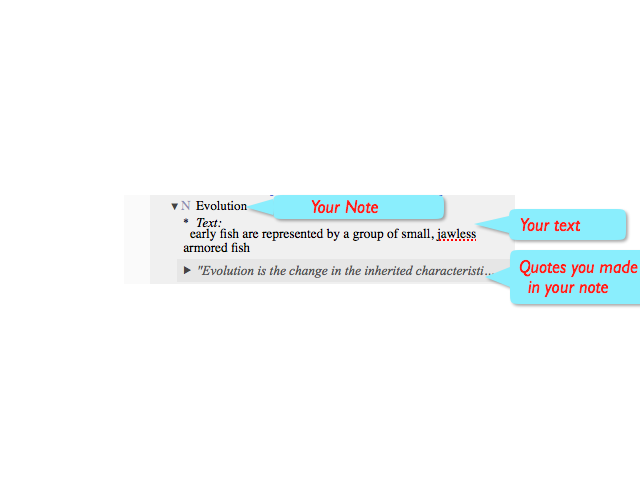 ▼ N Evolution
Your Note
* Text:
Your text
early fish are represented by a group of small, jawless
armored fish
▶ "Evolution is the change in the inherited characteristi...
Quotes you made
in your note